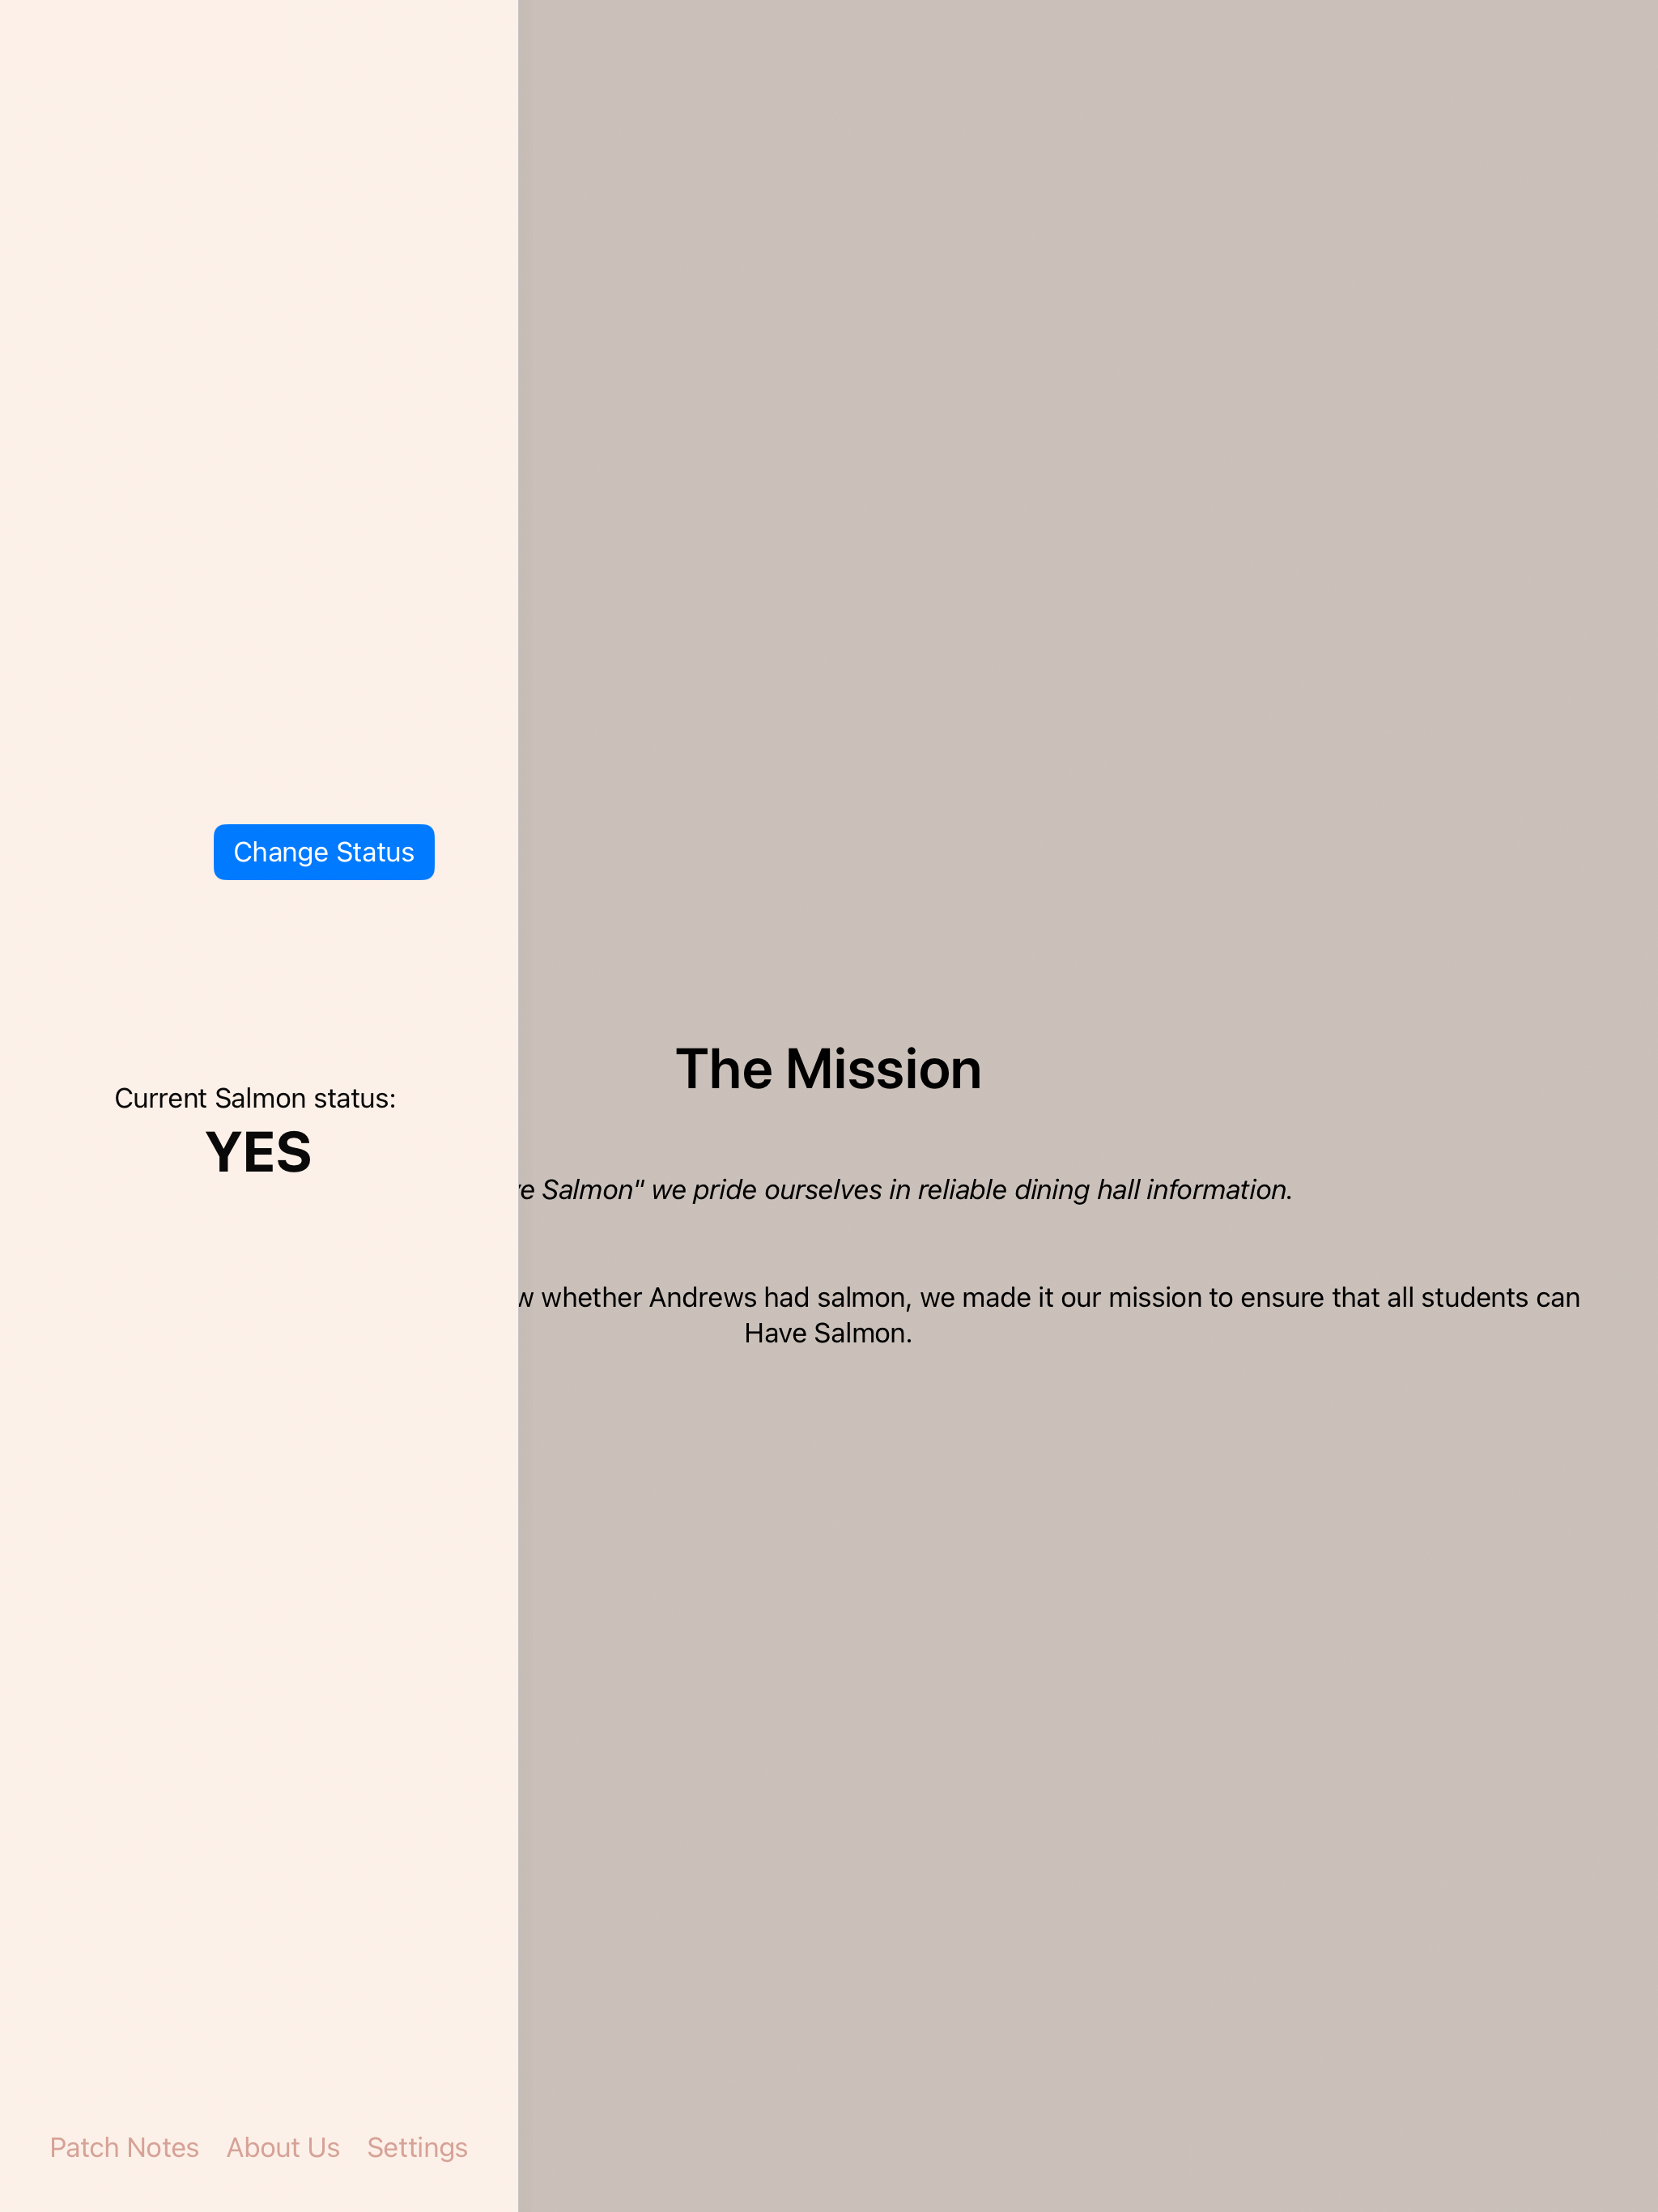 Change Status
Current Salmon status:
YES
Patch Notes About Us Settings
The Mission
Salmon" we pride ourselves in reliable dining hall information.
whether Andrews had salmon, we made it our mission to ensure that all students can
Have Salmon.